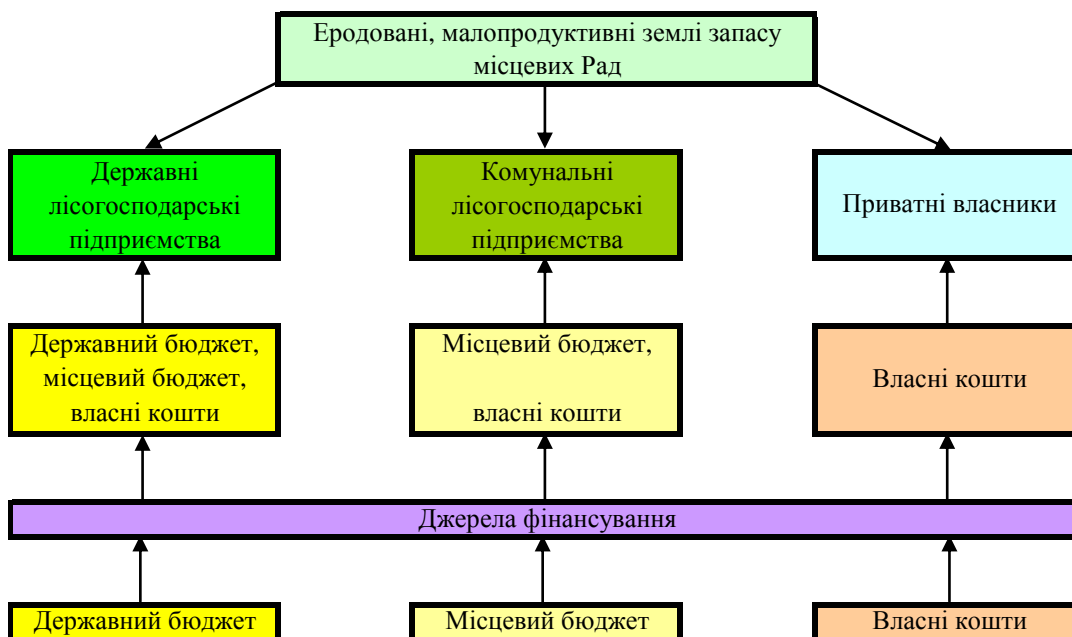 Еродовані, малопродуктивні землі запасу
місцевих Рад
Державні
лісогосподарські
підприємства
Комунальні
лісогосподарські
підприємства
Приватні власники
Державний бюджет,
місцевий бюджет,
власні кошти
Місцевий бюджет,
власні кошти
Власні кошти
Джерела фінансування
Державний бюджет
Місцевий бюджет
Власні кошти